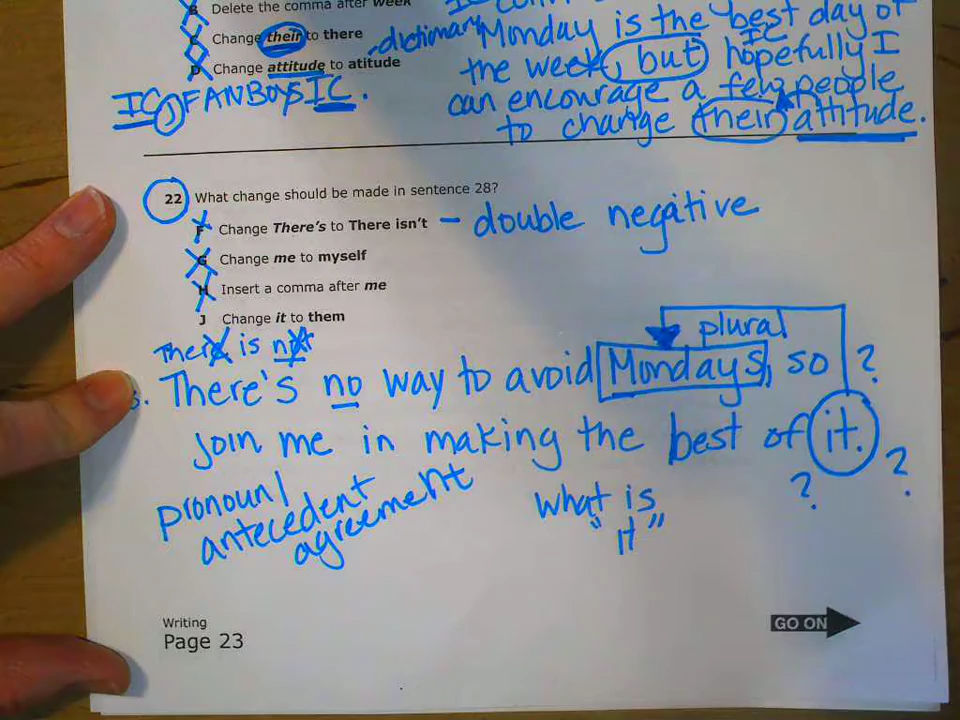 Delete the comma after week
Change their to there
D Change attitude to atitude
- dictionary
IC, FANBOYS IC.
Monday is the best day of
IC
the week, but hopefully I
can encourage a few people
to change their attitude.
22 What change should be made in sentence 28?
F Change There's to There isn't - double negative
G Change me to myself
H Insert a comma after me
J Change it to them
plural
There is not
There's no way to avoid Mondays, so ?
join me in making the best of it.
? ?
pronoun/
antecedent
agreement
what is
"it"
Writing
Page 23
GO ON